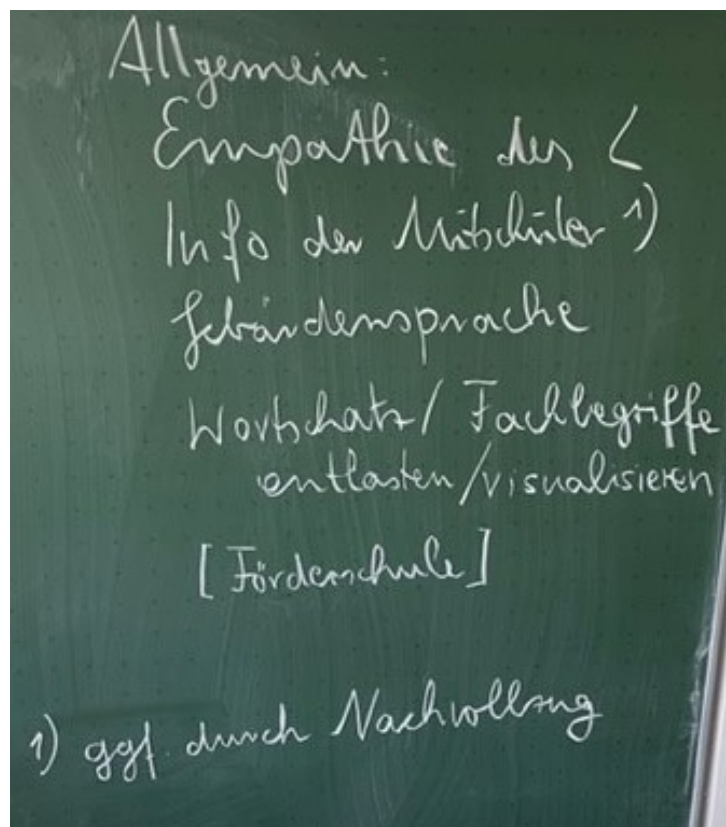 Allgemein:
Empathie des <
Info der Mitschüler 1)
Gebärdensprache
Wortschatz/ Fachbegriffe
entlasten/visualisieren
[Förderschule]
1) ggf. durch Nachvollzug